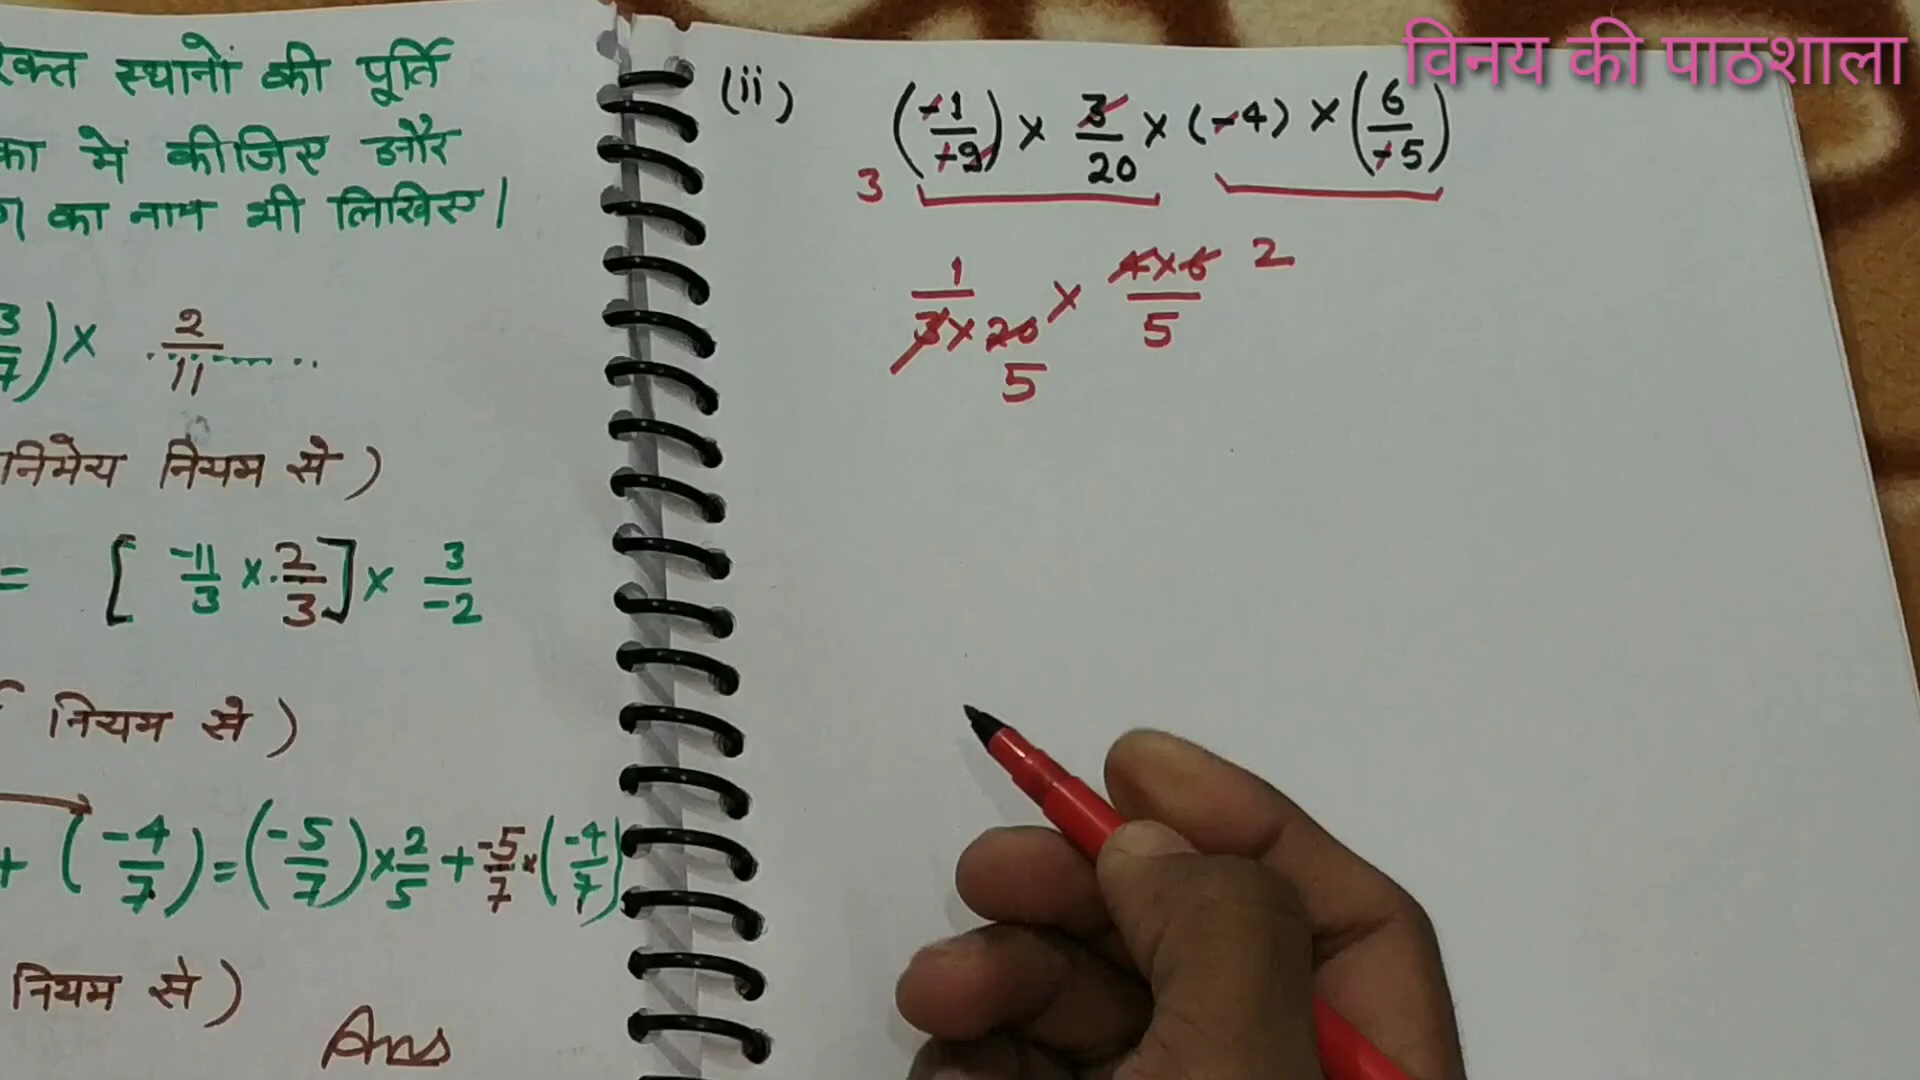 विनय की पाठशाला
स्थानों की पूर्ति
में कीजिए और
का नाम भी लिखिए।
3/7) × 2/11
नियम से )
= [ -11/3 × 2/3 ] × 3/-2
नियम से )
+ ( -4/7 ) = ( -5/7 ) × 2/5 + -5/7 × ( -4/7 )
नियम से )
Ans
(ii) ( -1/-9 ) × 3/20 × (-4) × ( 6/-5 )
3
1/3×20 × 4×6/5 2
5